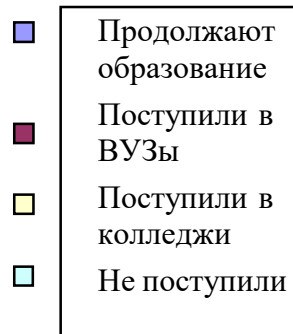 Продолжают
образование
Поступили в
ВУЗы
Поступили в
колледжи
Не поступили